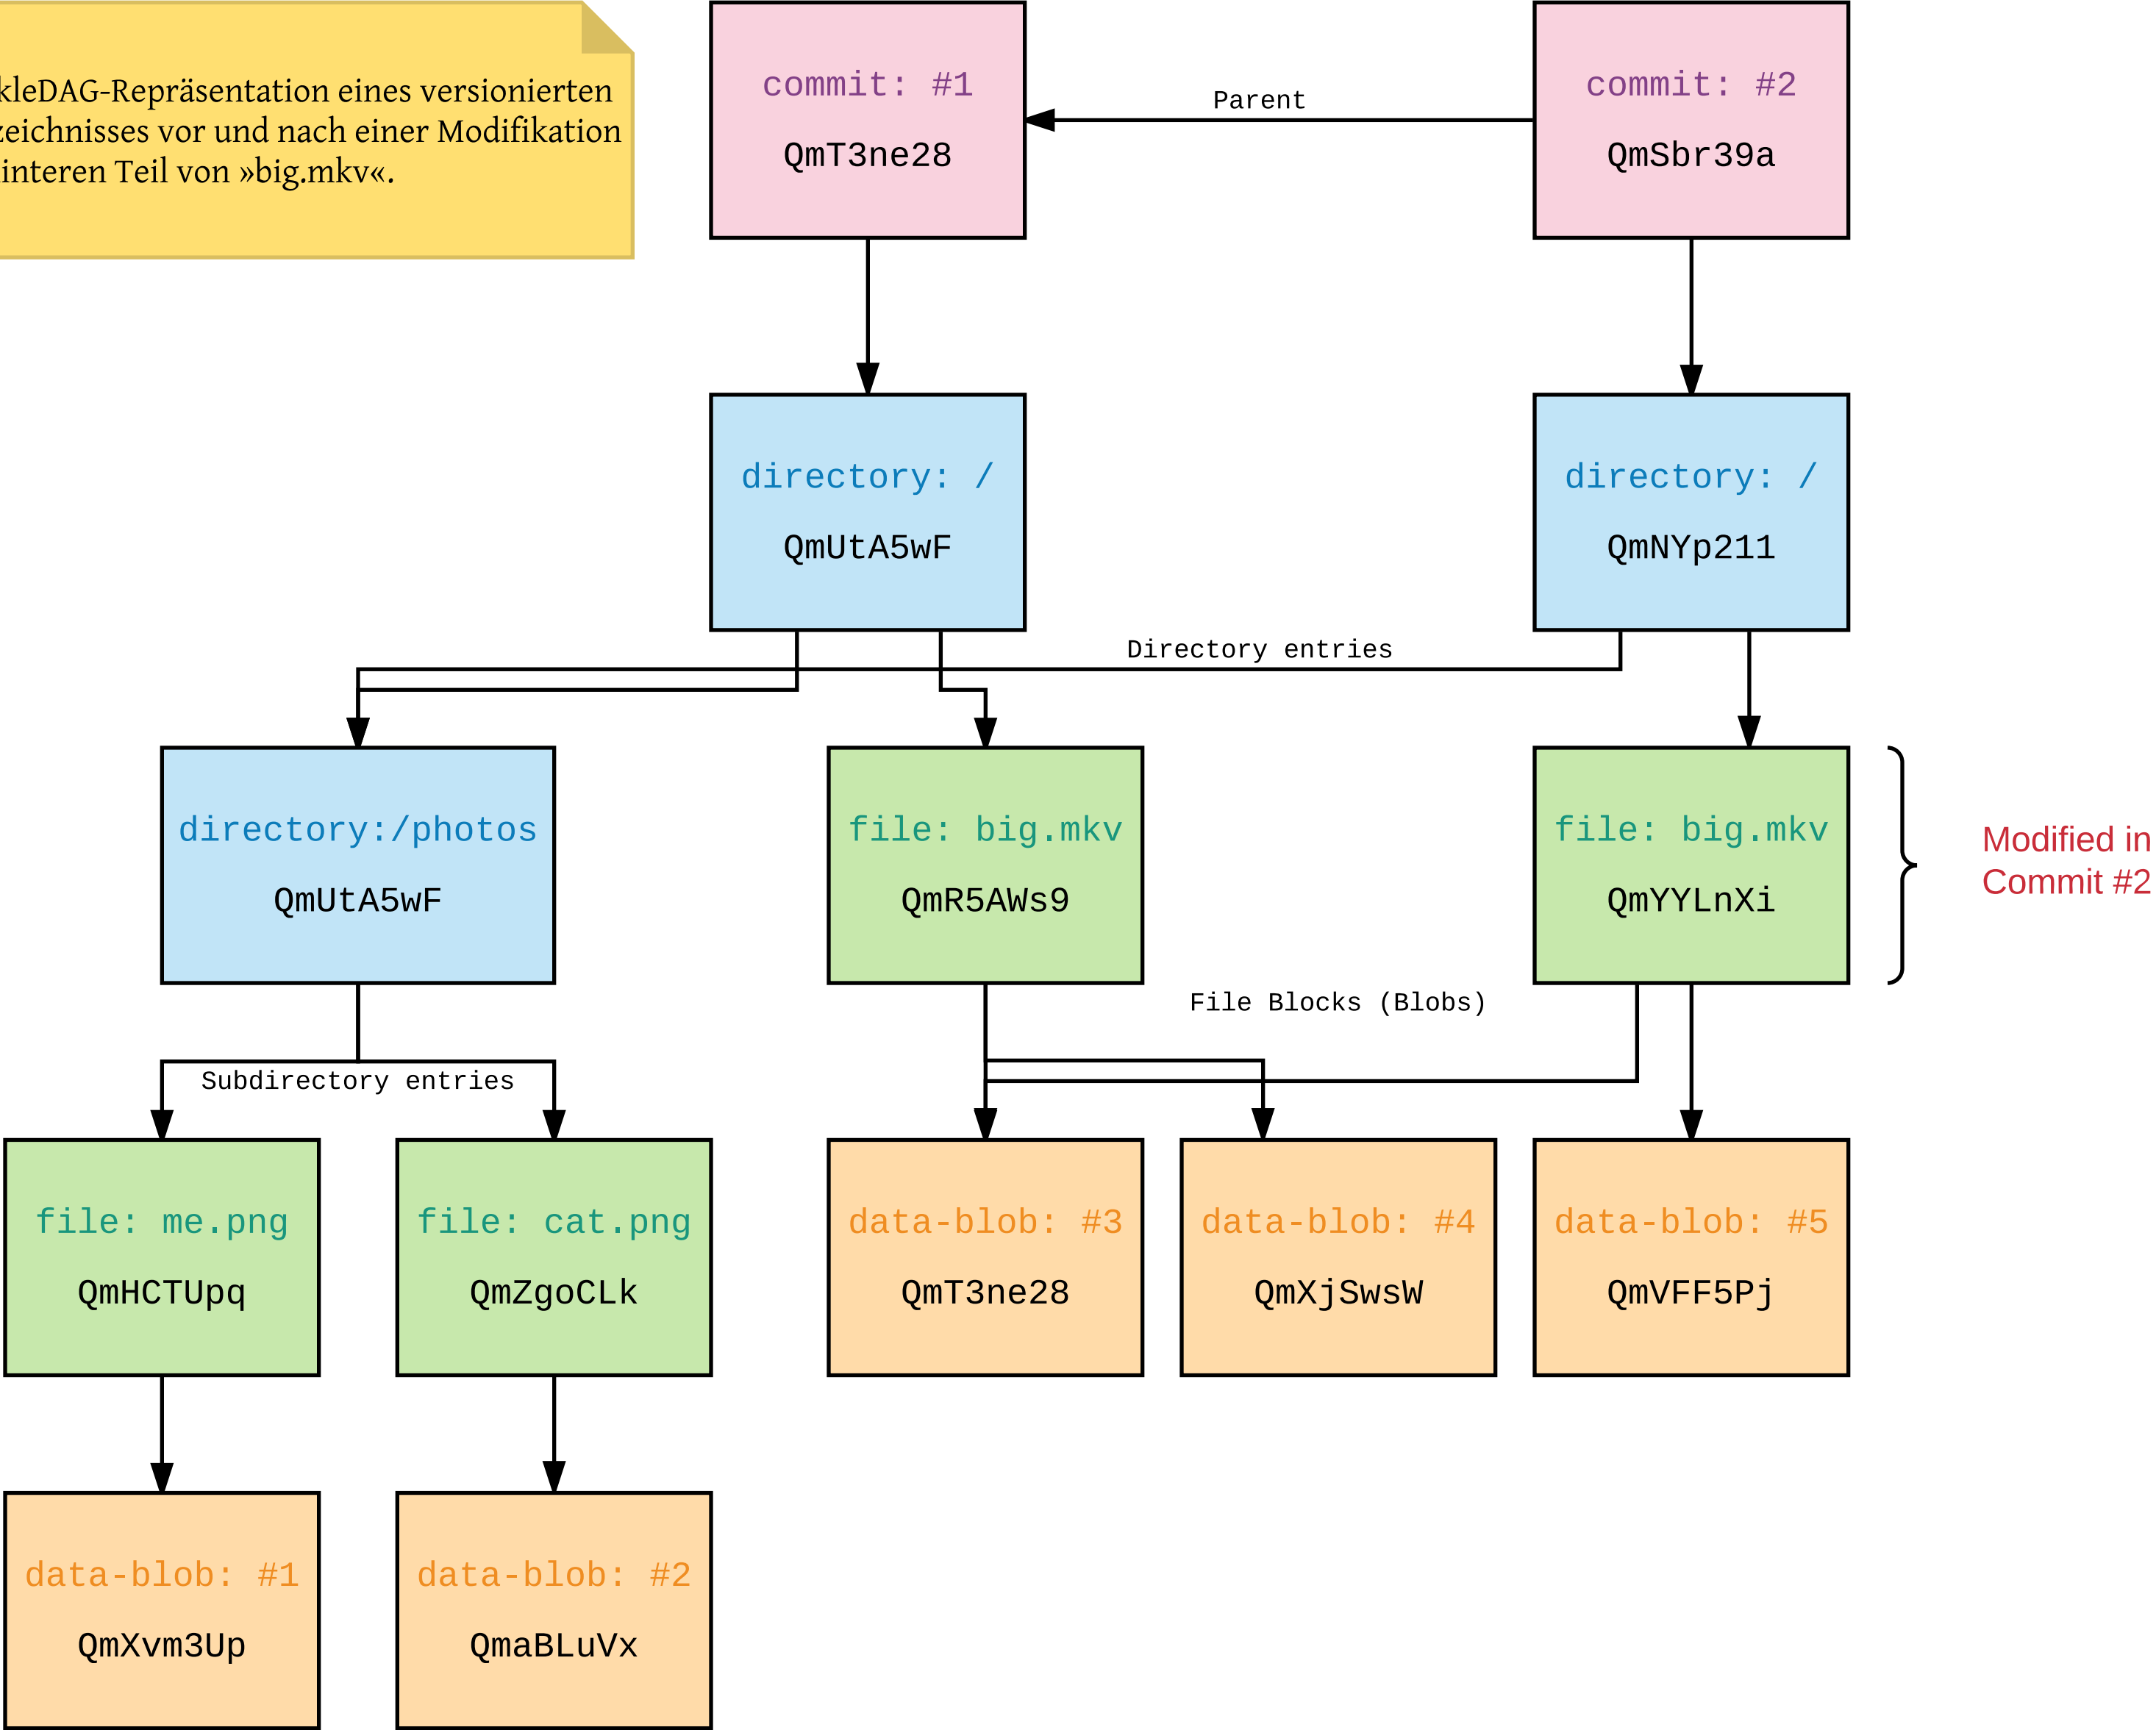 kleDAG-Repräsentation eines versionierten
zeichnisses vor und nach einer Modifikation
interen Teil von »big.mkv«.
commit: #1
QmT3ne28
Parent
commit: #2
QmSbr39a
directory: /
QmUtA5wF
directory: /
QmNYp211
Directory entries
directory:/photos
QmUtA5wF
file: big.mkv
QmR5AWs9
file: big.mkv
QmYYLnXi
Modified in
Commit #2
File Blocks (Blobs)
Subdirectory entries
file: me.png
QmHCTUpq
file: cat.png
QmZgoCLk
data-blob: #3
QmT3ne28
data-blob: #4
QmXjSwsW
data-blob: #5
QmVFF5Pj
data-blob: #1
QmXvm3Up
data-blob: #2
QmaBLuVx